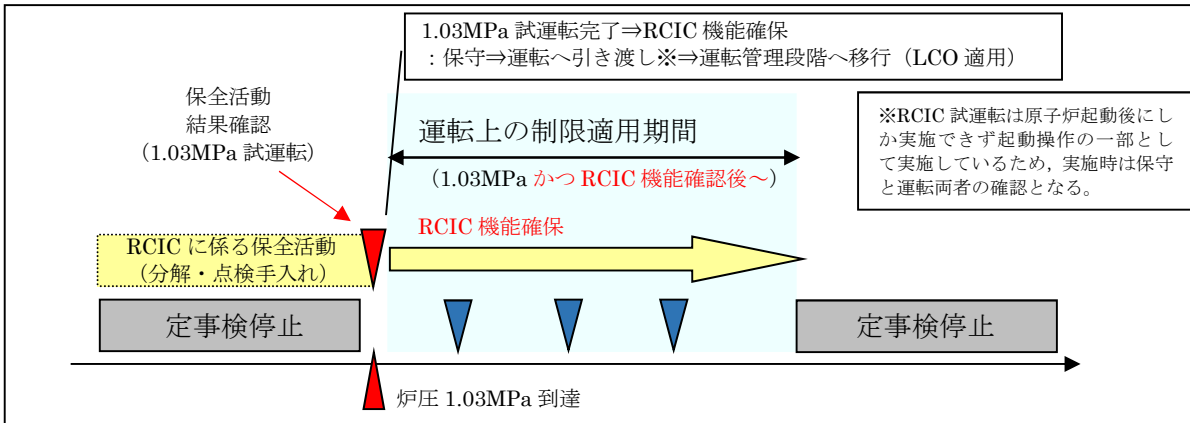 1.03MPa 試運転完了⇒RCIC 機能確保
：保守⇒運転へ引き渡し※⇒運転管理段階へ移行（LCO 適用）
保全活動
結果確認
（1.03MPa 試運転）
運転上の制限適用期間
（1.03MPa かつ RCIC 機能確認後～）
※RCIC 試運転は原子炉起動後にし
か実施できず起動操作の一部とし
て実施しているため，実施時は保守
と運転両者の確認となる。
RCIC 機能確保
RCIC に係る保全活動
（分解・点検手入れ）
定事検停止
定事検停止
炉圧 1.03MPa 到達